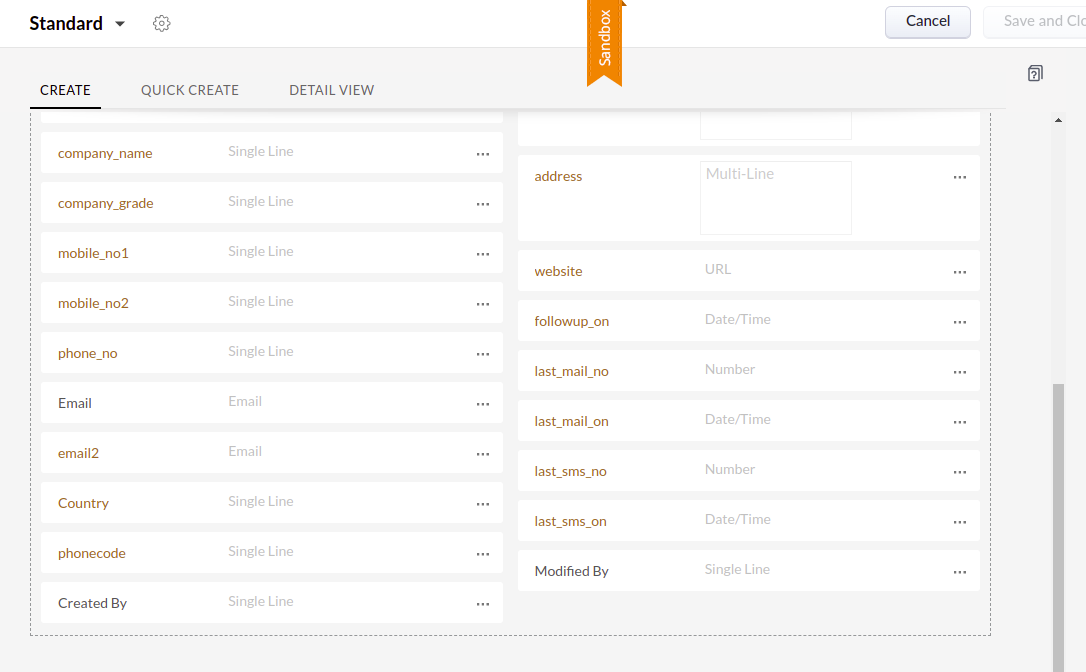 Standard
Sandbox
Cancel
Save and Clo
CREATE QUICK CREATE DETAIL VIEW
company_name Single Line
company_grade Single Line
mobile_no1 Single Line
mobile_no2 Single Line
phone_no Single Line
Email Email
email2 Email
Country Single Line
phonecode Single Line
Created By Single Line
address Multi-Line
website URL
followup_on Date/Time
last_mail_no Number
last_mail_on Date/Time
last_sms_no Number
last_sms_on Date/Time
Modified By Single Line